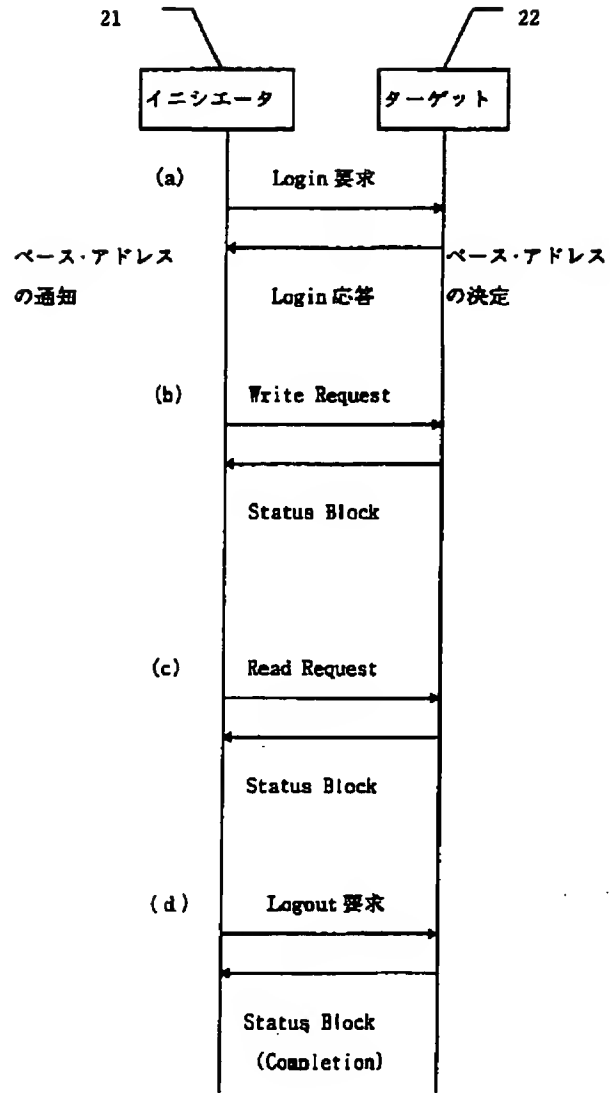 21 22
イニシエータ ターゲット
(a) Login 要求
ベース・アドレス ベース・アドレス
の通知 Login 応答 の決定
(b) Write Request
Status Block
(c) Read Request
Status Block
(d) Logout 要求
Status Block
(Completion)